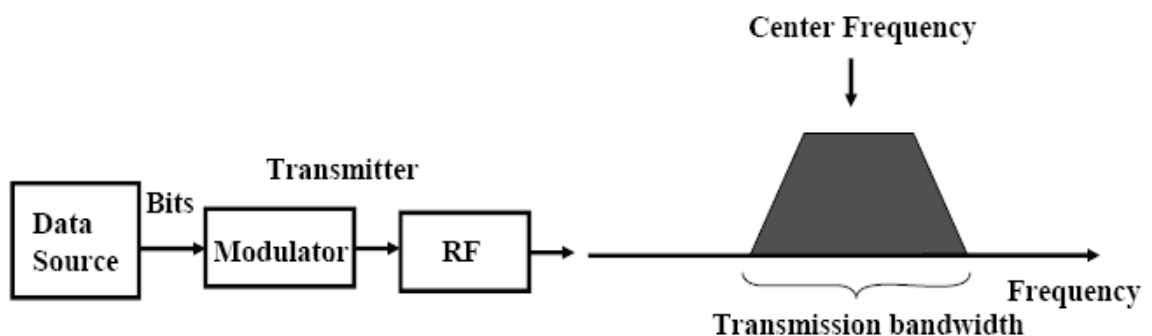 Center Frequency
Transmitter
Bits
Data
Source
Modulator
RF
Frequency
Transmission bandwidth